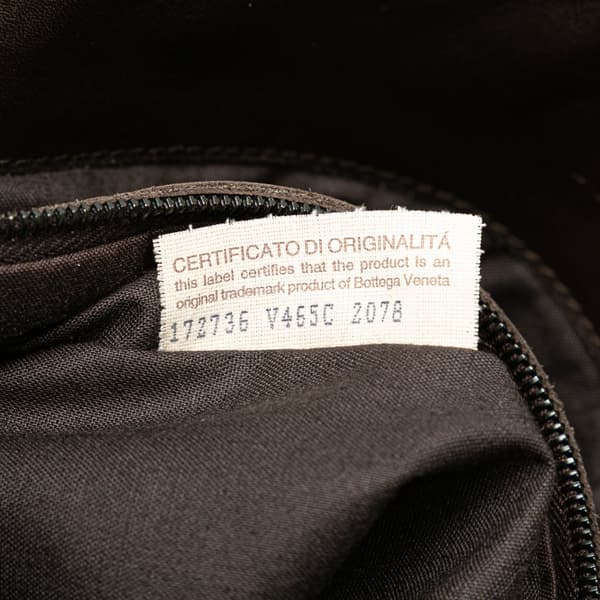 CERTIFICATO DI ORIGINALITÁ
this label certifies that the product is an
original trademark product of Bottega Veneta
172736 V465C 2078